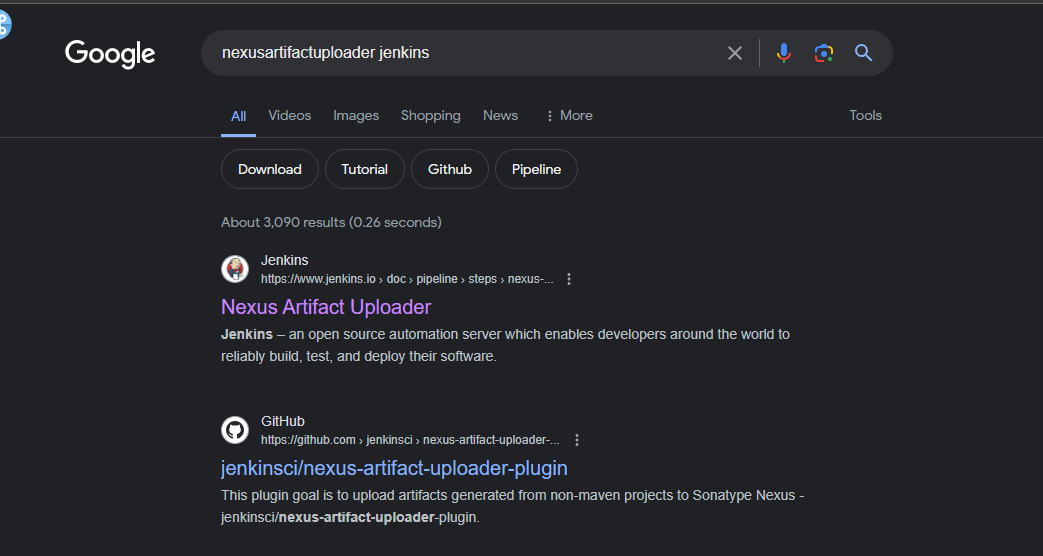 Google
nexusartifactuploader jenkins
All Videos Images Shopping News More Tools
Download Tutorial Github Pipeline
About 3,090 results (0.26 seconds)
Jenkins
https://www.jenkins.io › doc › pipeline › steps › nexus-...
Nexus Artifact Uploader
Jenkins – an open source automation server which enables developers around the world to
reliably build, test, and deploy their software.
GitHub
https://github.com › jenkinsci › nexus-artifact-uploader-...
jenkinsci/nexus-artifact-uploader-plugin
This plugin goal is to upload artifacts generated from non-maven projects to Sonatype Nexus -
jenkinsci/nexus-artifact-uploader-plugin.